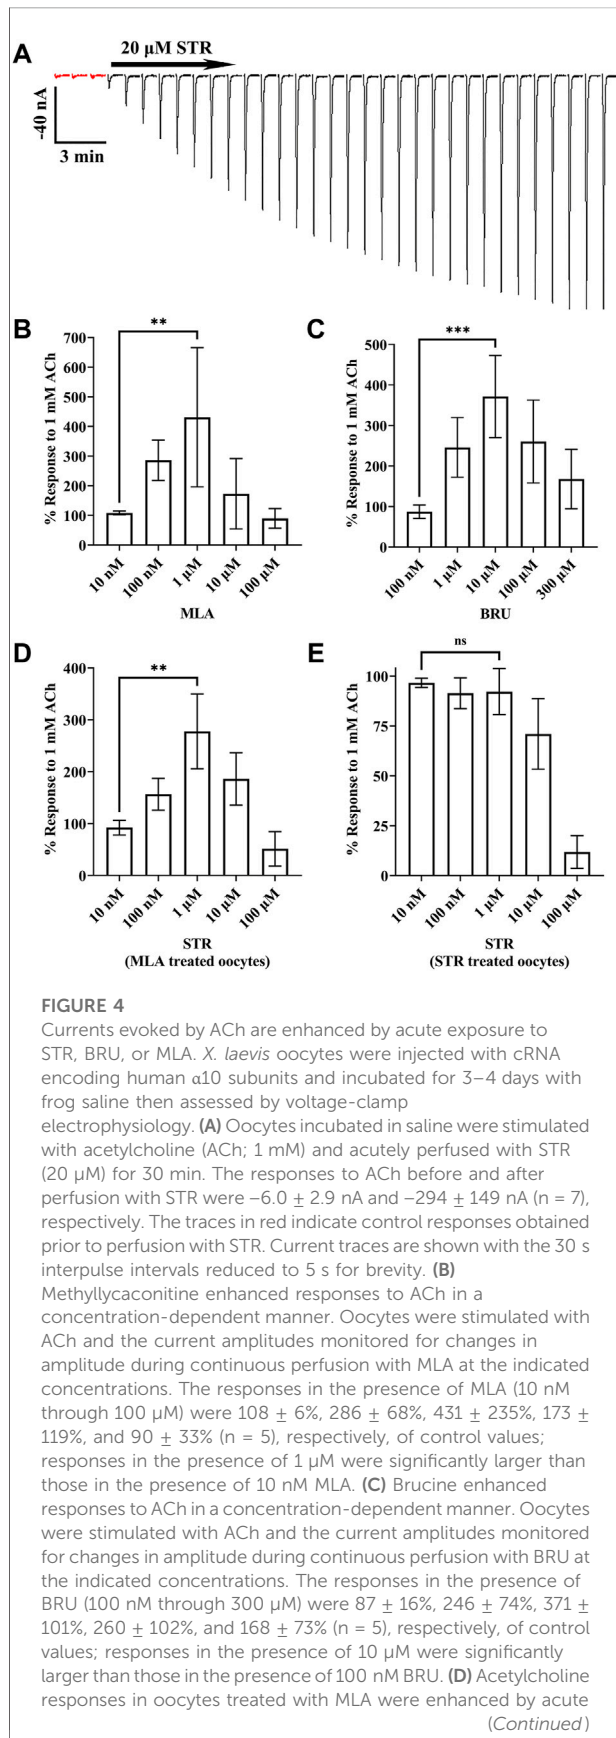 A
20 µM STR
-40 nA
3 min
B
**
% Response to 1 mM ACh
700
600
500
400
300
200
100
0
10 nM
100 nM
1 µM
10 µM
100 µM
MLA
C
***
% Response to 1 mM ACh
500
400
300
200
100
0
100 nM
1 µM
10 µM
100 µM
300 µM
BRU
D
**
% Response to 1 mM ACh
400
300
200
100
0
10 nM
100 nM
1 µM
10 µM
100 µM
STR
(MLA treated oocytes)
E
ns
% Response to 1 mM ACh
100
75
50
25
0
10 nM
100 nM
1 µM
10 µM
100 µM
STR
(STR treated oocytes)
FIGURE 4
Currents evoked by ACh are enhanced by acute exposure to
STR, BRU, or MLA. X. laevis oocytes were injected with cRNA
encoding human α10 subunits and incubated for 3–4 days with
frog saline then assessed by voltage-clamp
electrophysiology. (A) Oocytes incubated in saline were stimulated
with acetylcholine (ACh; 1 mM) and acutely perfused with STR
(20 µM) for 30 min. The responses to ACh before and after
perfusion with STR were –6.0 ± 2.9 nA and –294 ± 149 nA (n = 7),
respectively. The traces in red indicate control responses obtained
prior to perfusion with STR. Current traces are shown with the 30 s
interpulse intervals reduced to 5 s for brevity. (B)
Methyllycaconitine enhanced responses to ACh in a
concentration-dependent manner. Oocytes were stimulated with
ACh and the current amplitudes monitored for changes in
amplitude during continuous perfusion with MLA at the indicated
concentrations. The responses in the presence of MLA (10 nM
through 100 µM) were 108 ± 6%, 286 ± 68%, 431 ± 235%, 173 ±
119%, and 90 ± 33% (n = 5), respectively, of control values;
responses in the presence of 1 µM were significantly larger than
those in the presence of 10 nM MLA. (C) Brucine enhanced
responses to ACh in a concentration-dependent manner. Oocytes
were stimulated with ACh and the current amplitudes monitored
for changes in amplitude during continuous perfusion with BRU at
the indicated concentrations. The responses in the presence of
BRU (100 nM through 300 µM) were 87 ± 16%, 246 ± 74%, 371 ±
101%, 260 ± 102%, and 168 ± 73% (n = 5), respectively, of control
values; responses in the presence of 10 µM were significantly
larger than those in the presence of 100 nM BRU. (D) Acetylcholine
responses in oocytes treated with MLA were enhanced by acute
(Continued)